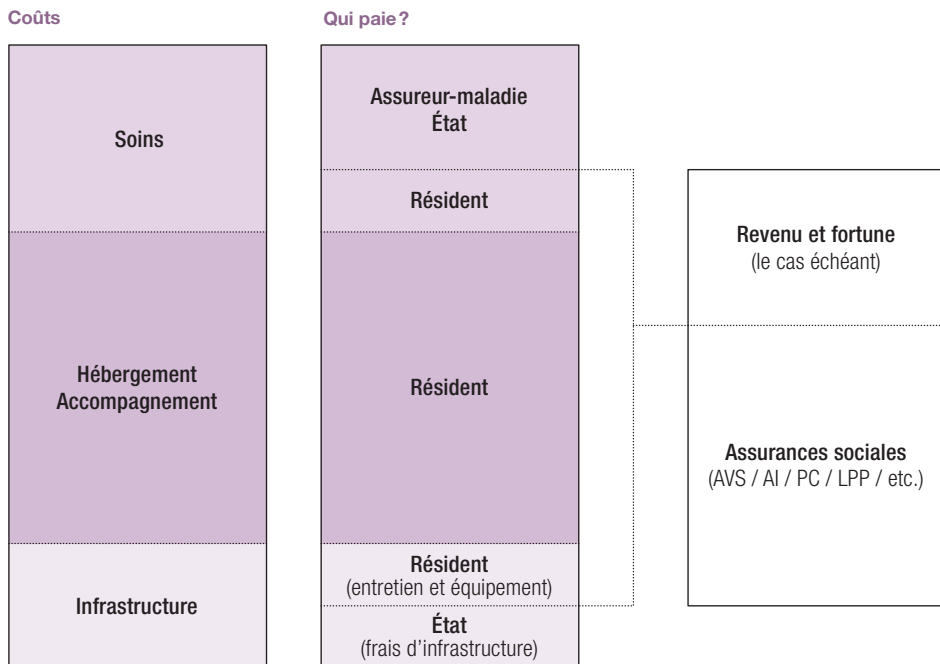 Coûts
Qui paie ?
Soins
Assureur-maladie
État
Résident
Revenu et fortune
(le cas échéant)
Hébergement
Accompagnement
Résident
Assurances sociales
(AVS / AI / PC / LPP / etc.)
Infrastructure
Résident
(entretien et équipement)
État
(frais d’infrastructure)